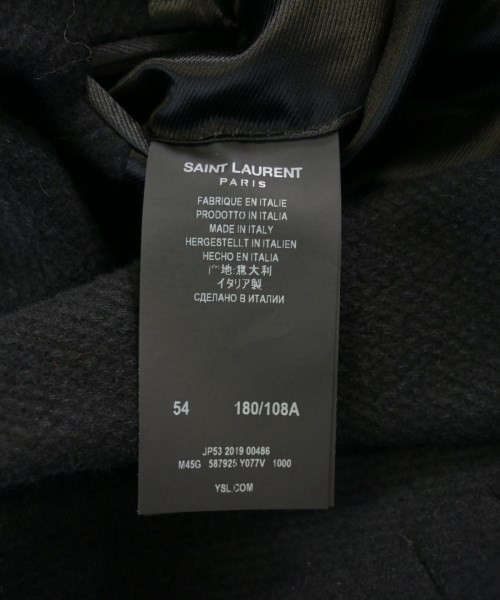 SAINT LAURENT
PARIS
FABRIQUE EN ITALIE
PRODOTTO IN ITALIA
MADE IN ITALY
HERGESTELLT IN ITALIEN
HECHO EN ITALIA
地:意大利
イタリア製
СДЕЛАНО В ИТАЛИИ
54 180/108A
JP53 2019 00486
M45G 587925 Y077V 1000
YSL.COM